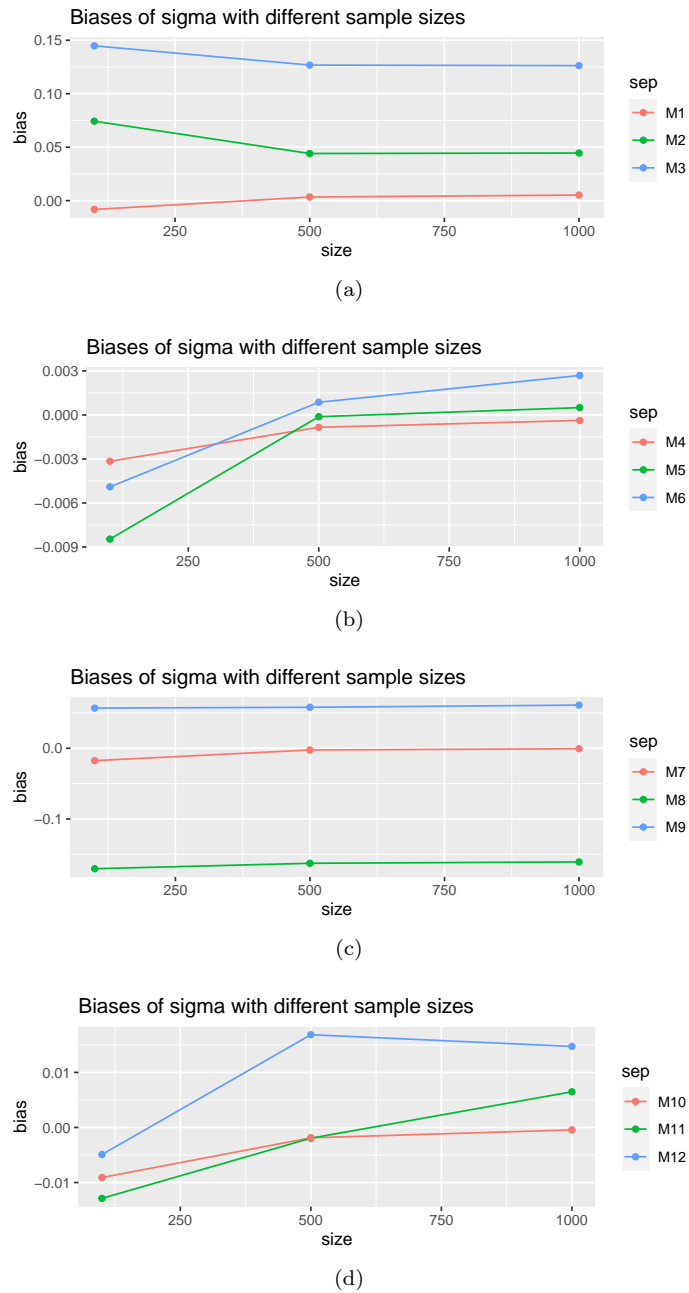 Biases of sigma with different sample sizes
0.15
0.10
0.05
0.00
bias
250
500
750
1000
size
sep
M1
M2
M3
(a)
Biases of sigma with different sample sizes
0.003
0.000
−0.003
−0.006
−0.009
bias
250
500
750
1000
size
sep
M4
M5
M6
(b)
Biases of sigma with different sample sizes
0.0
−0.1
bias
250
500
750
1000
size
sep
M7
M8
M9
(c)
Biases of sigma with different sample sizes
0.01
0.00
−0.01
bias
250
500
750
1000
size
sep
M10
M11
M12
(d)